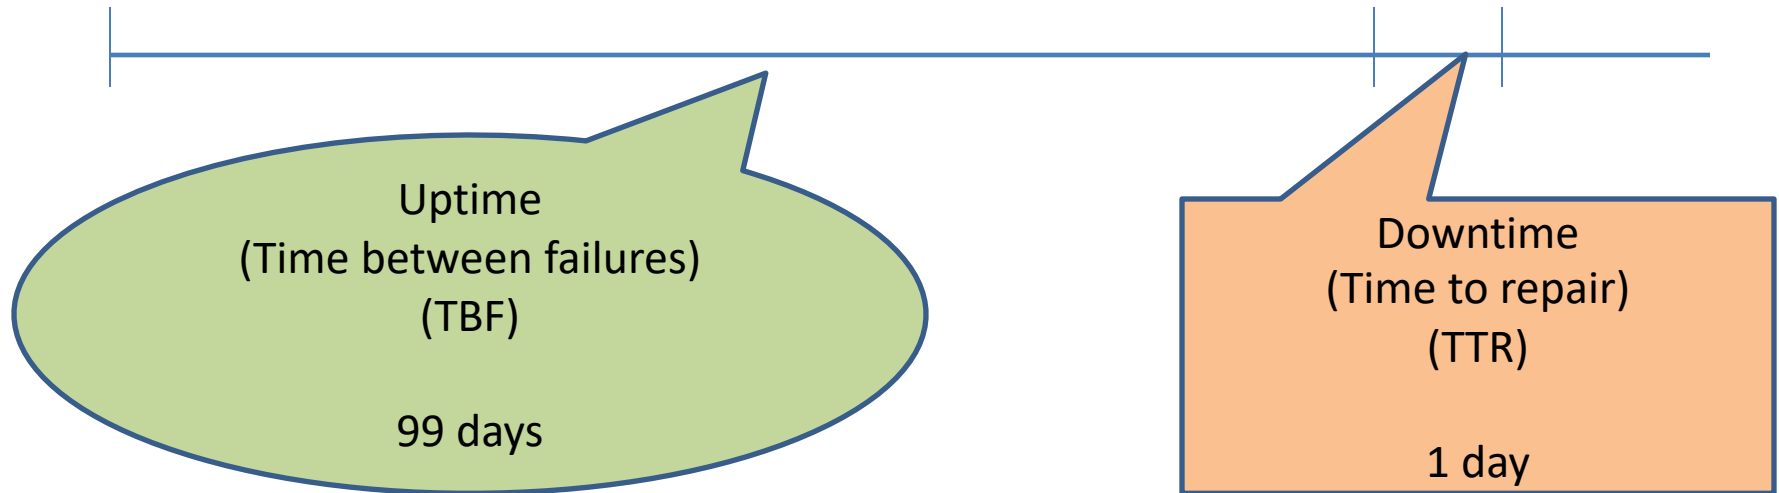 Uptime
(Time between failures)
(TBF)
99 days
Downtime
(Time to repair)
(TTR)
1 day